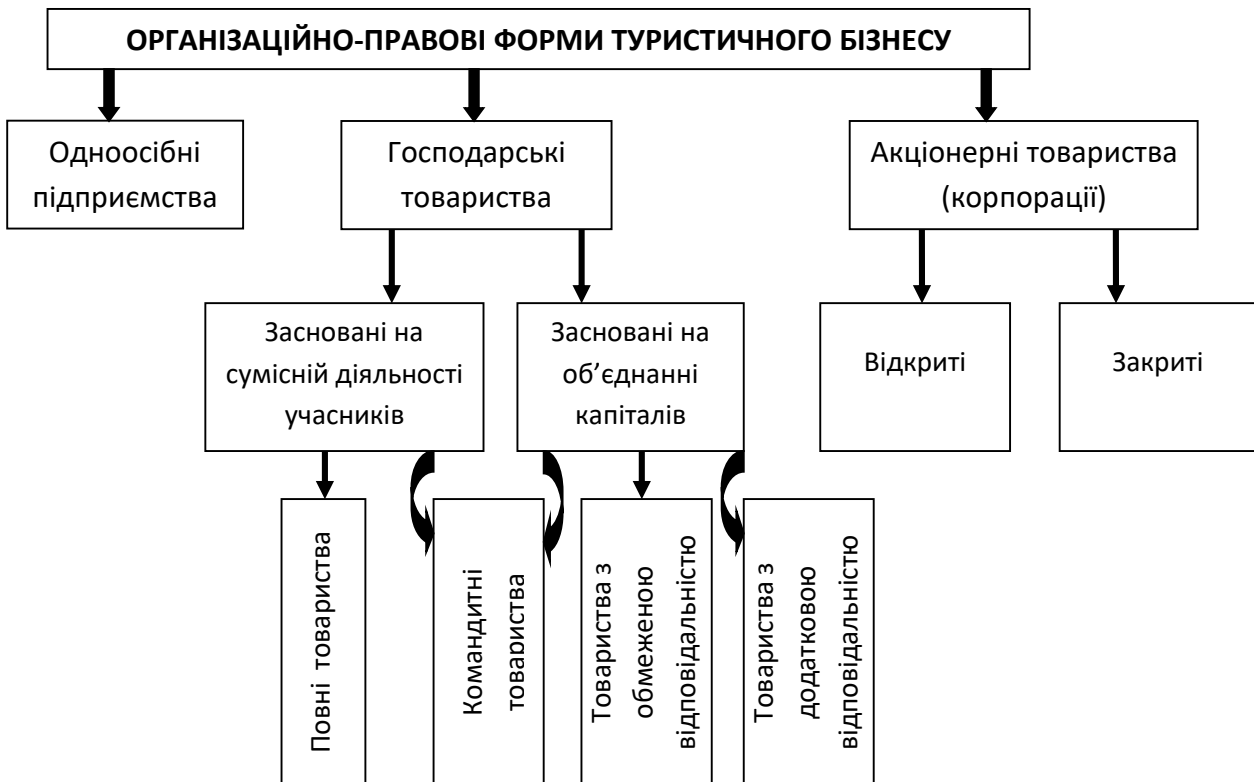 ОРГАНІЗАЦІЙНО-ПРАВОВІ ФОРМИ ТУРИСТИЧНОГО БІЗНЕСУ
Одноосібні
підприємства
Господарські
товариства
Акціонерні товариства
(корпорації)
Засновані на
сумісній діяльності
учасників
Засновані на
об’єднанні
капіталів
Відкриті
Закриті
Повні товариства
Командитні
товариства
Товариства з
обмеженою
відповідальністю
Товариства з
додатковою
відповідальністю